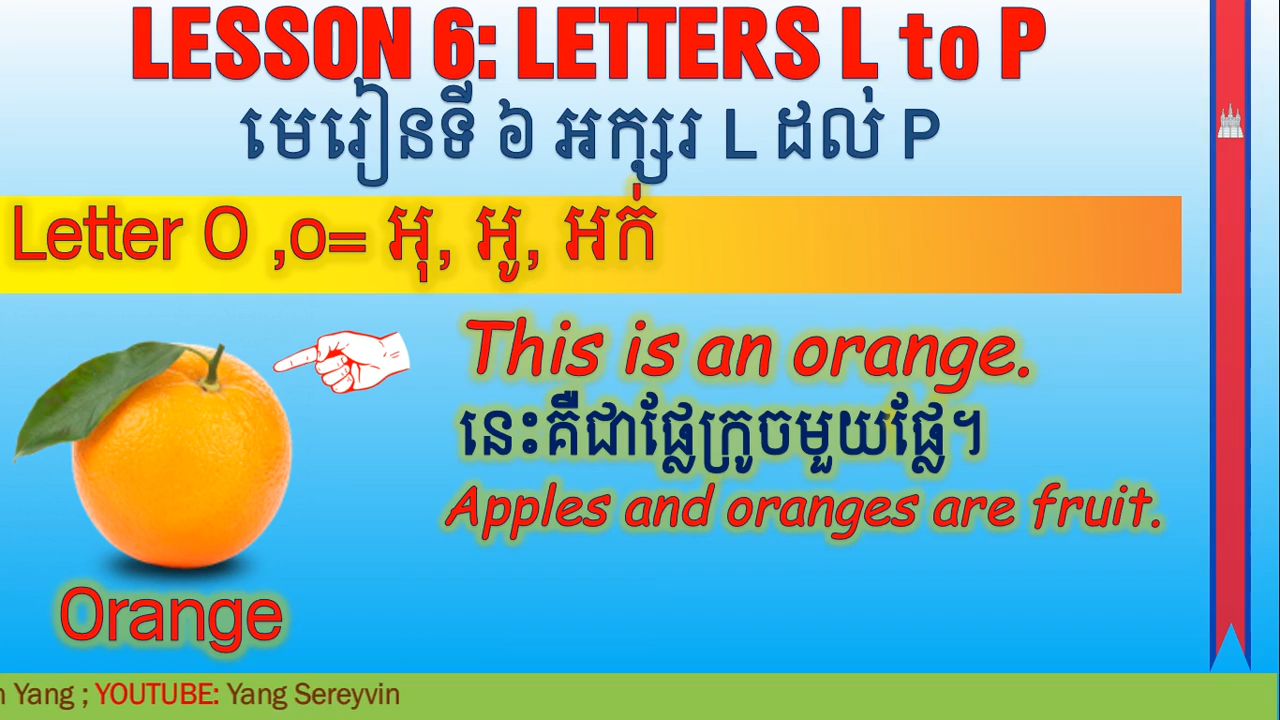 LESSON 6: LETTERS L to P
មេរៀនទី ៦ អក្សរ L ដល់ P
Letter O ,o= អុ, អូ, អក់
This is an orange.
នេះគឺជាផ្លែក្រូចមួយផ្លែ។
Apples and oranges are fruit.
Orange
Yang ; YOUTUBE: Yang Sereyvin